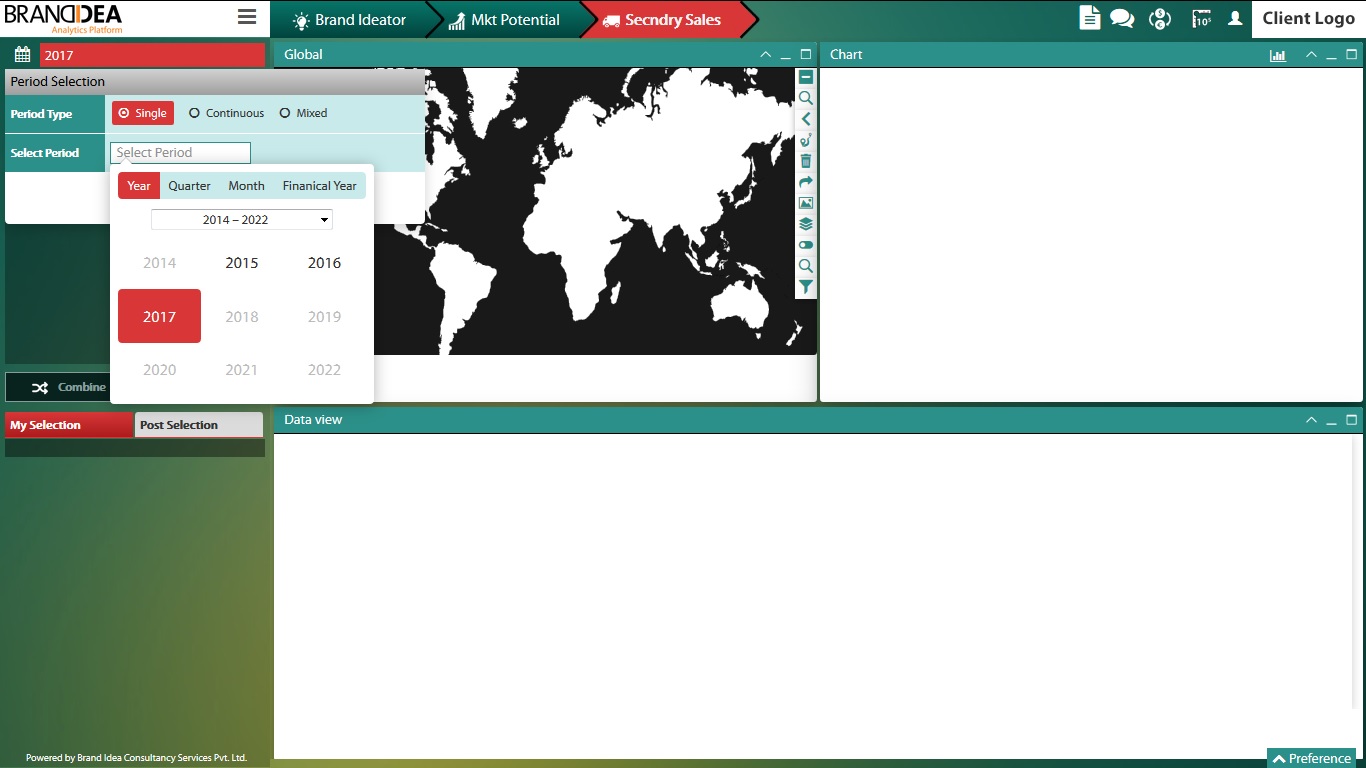 BRANDIDEA
Analytics Platform
Brand Ideator
Mkt Potential
Secndry Sales
Client Logo
2017
Global
Chart
Period Selection
Period Type
Single
Continuous
Mixed
Select Period
Select Period
Year
Quarter
Month
Finanical Year
2014 – 2022
2014
2015
2016
2017
2018
2019
2020
2021
2022
Combine
My Selection
Post Selection
Data view
Powered by Brand Idea Consultancy Services Pvt. Ltd.
Preference